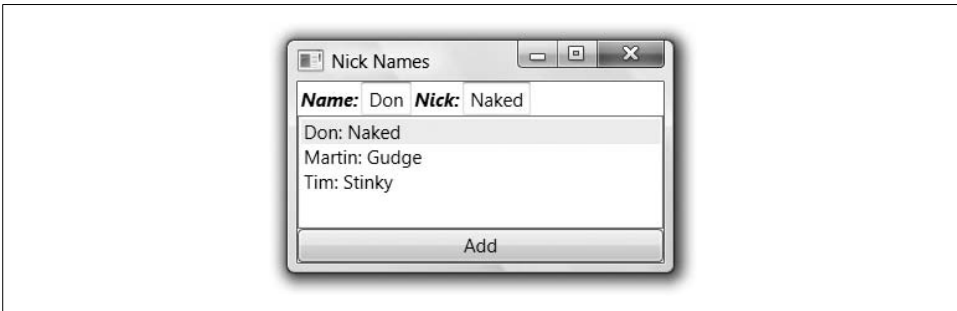 Nick Names
Name: Don Nick: Naked
Don: Naked
Martin: Gudge
Tim: Stinky
Add